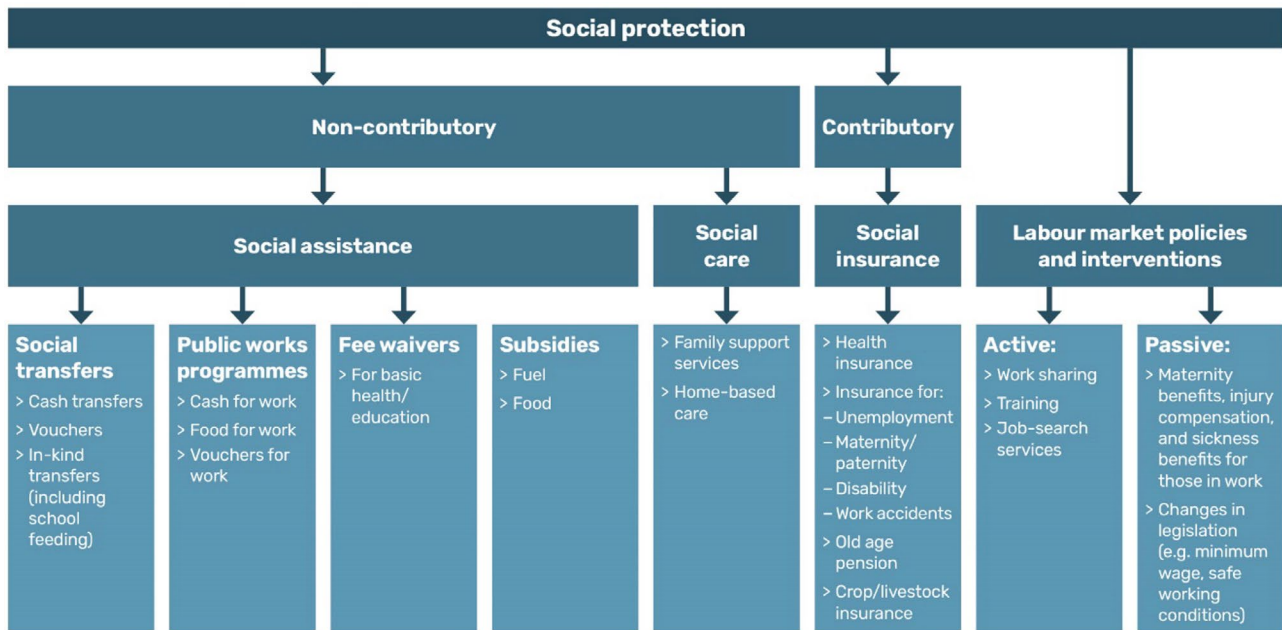 Social protection
Non-contributory
Contributory
Social assistance
Social
care
Social
insurance
Labour market policies
and interventions
Social
transfers
> Cash transfers
> Vouchers
> In-kind
transfers
(including
school
feeding)
Public works
programmes
> Cash for work
> Food for work
> Vouchers for
work
Fee waivers
> For basic
health/
education
Subsidies
> Fuel
> Food
> Family support
services
> Home-based
care
> Health
insurance
> Insurance for:
– Unemployment
– Maternity/
paternity
– Disability
– Work accidents
> Old age
pension
> Crop/livestock
insurance
Active:
> Work sharing
> Training
> Job-search
services
Passive:
> Maternity
benefits, injury
compensation,
and sickness
benefits for
those in work
> Changes in
legislation
(e.g. minimum
wage, safe
working
conditions)